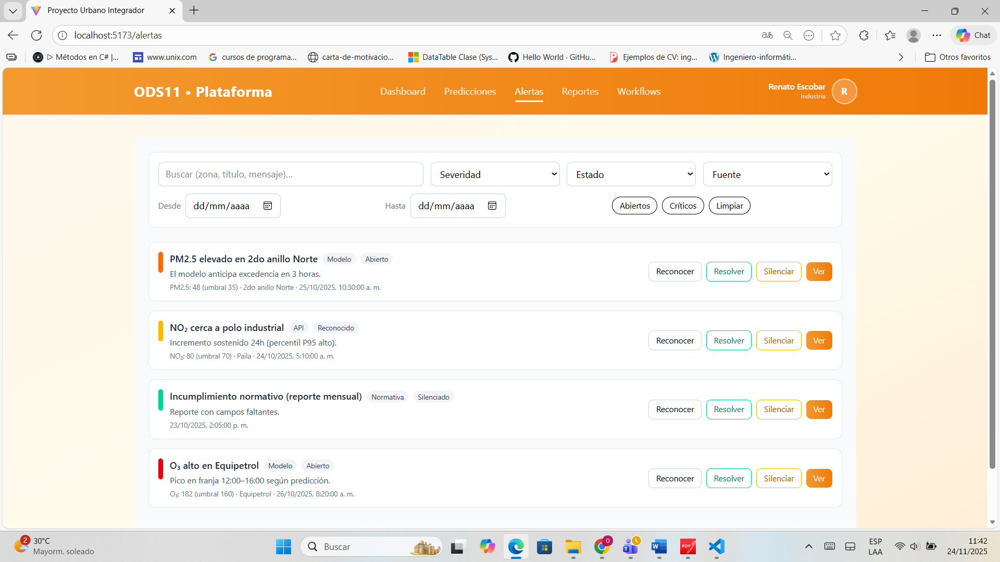 Proyecto Urbano Integrador
localhost:5173/alertas
Chat
Métodos en C# |...
www.unix.com
cursos de programa...
carta-de-motivacio...
DataTable Clase (Sys...
Hello World · GitHu...
Ejemplos de CV: ing...
Ingeniero-informáti...
Otros favoritos
ODS11 • Plataforma
Dashboard
Predicciones
Alertas
Reportes
Workflows
Renato Escobar
Industria
R
Buscar (zona, título, mensaje)...
Severidad
Estado
Fuente
Desde
dd/mm/aaaa
Hasta
dd/mm/aaaa
Abiertos
Críticos
Limpiar
PM2.5 elevado en 2do anillo Norte Modelo Abierto
El modelo anticipa excedencia en 3 horas.
PM2.5: 48 (umbral 35) · 2do anillo Norte · 25/10/2025, 10:30:00 a. m.
Reconocer Resolver Silenciar Ver
NO₂ cerca a polo industrial API Reconocido
Incremento sostenido 24h (percentil P95 alto).
NO₂: 80 (umbral 70) · Paila · 24/10/2025, 5:10:00 a. m.
Reconocer Resolver Silenciar Ver
Incumplimiento normativo (reporte mensual) Normativa Silenciado
Reporte con campos faltantes.
23/10/2025, 2:05:00 p. m.
Reconocer Resolver Silenciar Ver
O₃ alto en Equipetrol Modelo Abierto
Pico en franja 12:00–16:00 según predicción.
O₃: 182 (umbral 160) · Equipetrol · 26/10/2025, 8:20:00 a. m.
Reconocer Resolver Silenciar Ver
2
30°C
Mayorm. soleado
Buscar
0
PDF
ESP
LAA
11:42
24/11/2025